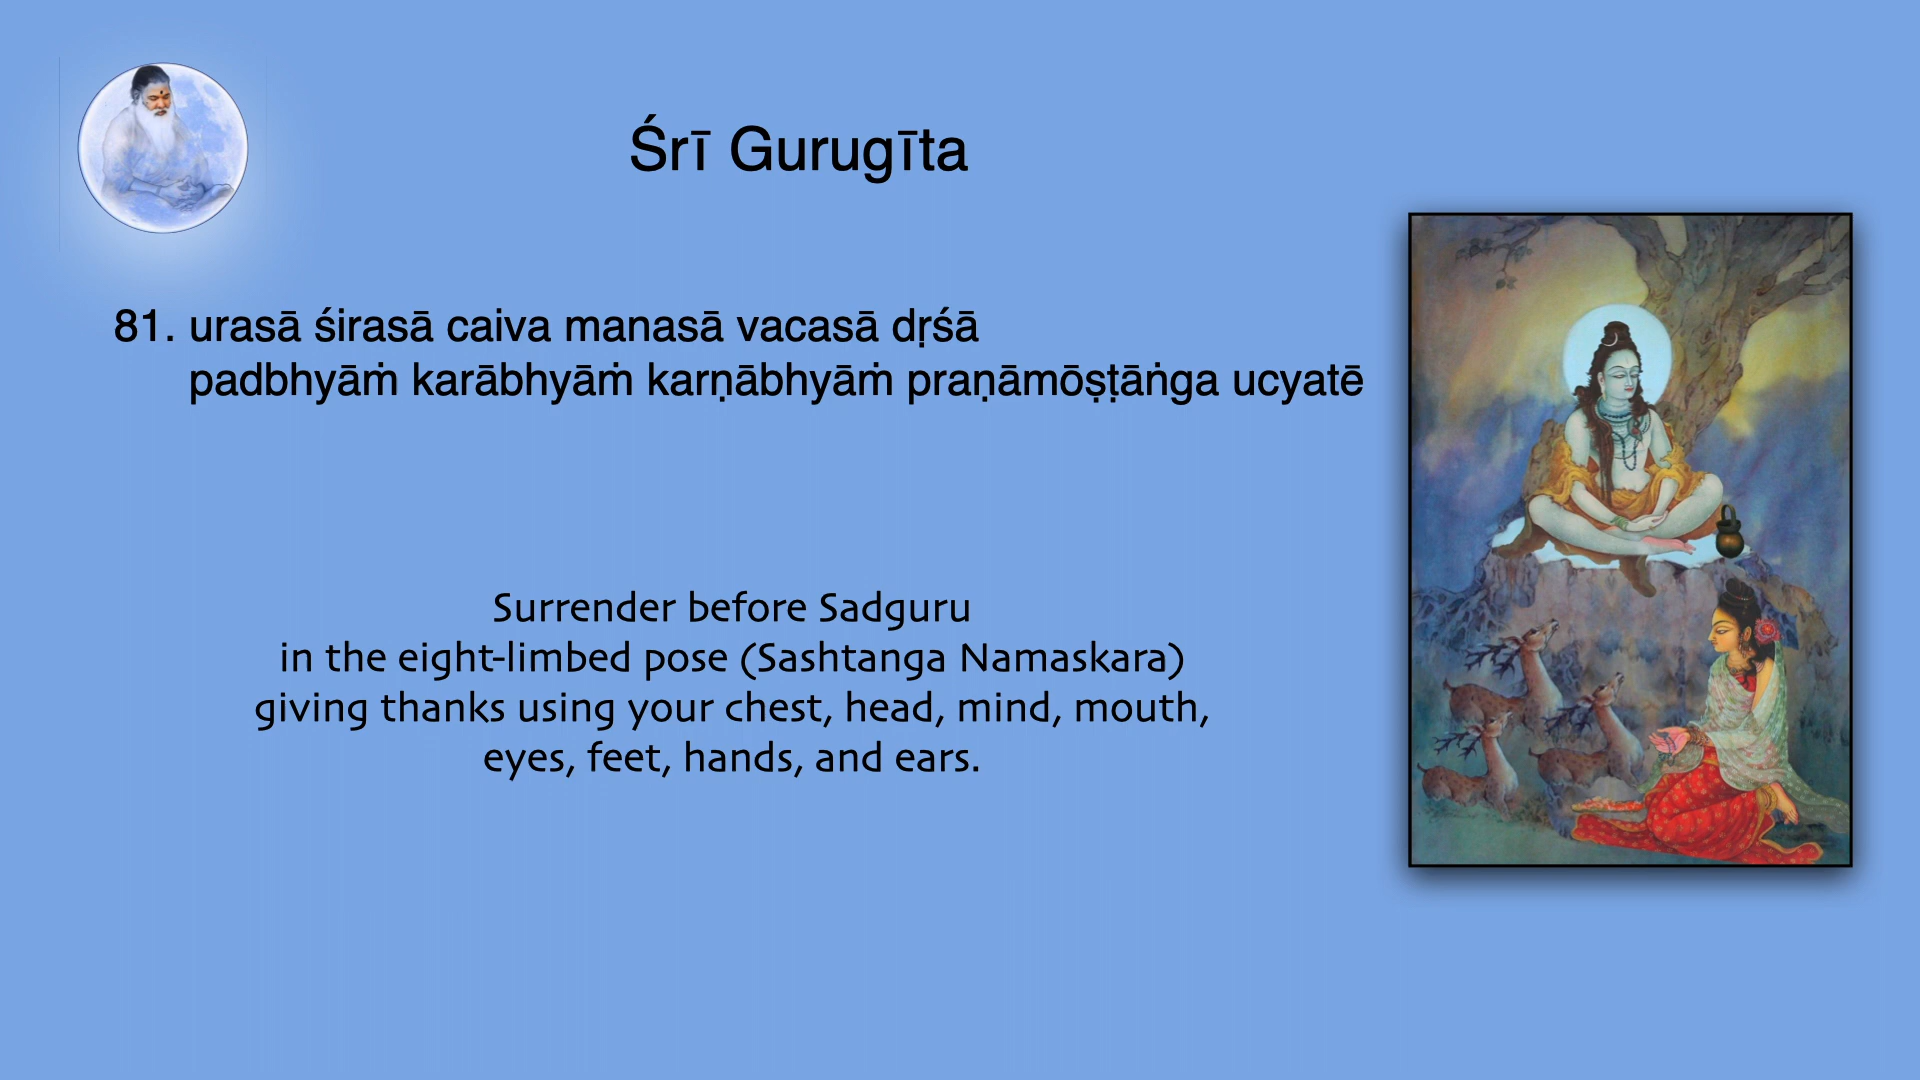 Śrī Gurugīta
81. urasā śirasā caiva manasā vacasā dṛśā
padbhyāṁ karābhyāṁ karṇābhyāṁ praṇāmōṣṭāṅga ucyatē
Surrender before Sadguru
in the eight-limbed pose (Sashtanga Namaskara)
giving thanks using your chest, head, mind, mouth,
eyes, feet, hands, and ears.